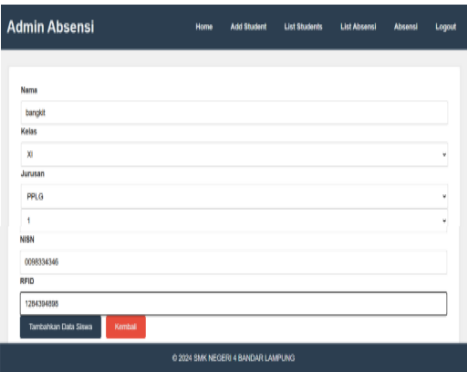 Admin Absensi Home Add Student List Students List Absensi Absensi Logout
Name
bangkit
Kelas
XI
Jurusan
PPLG
1
NISN
0098334346
RFID
1284394898
Tambahkan Data Siswa Kembali
© 2024 SMK NEGERI 4 BANDAR LAMPUNG